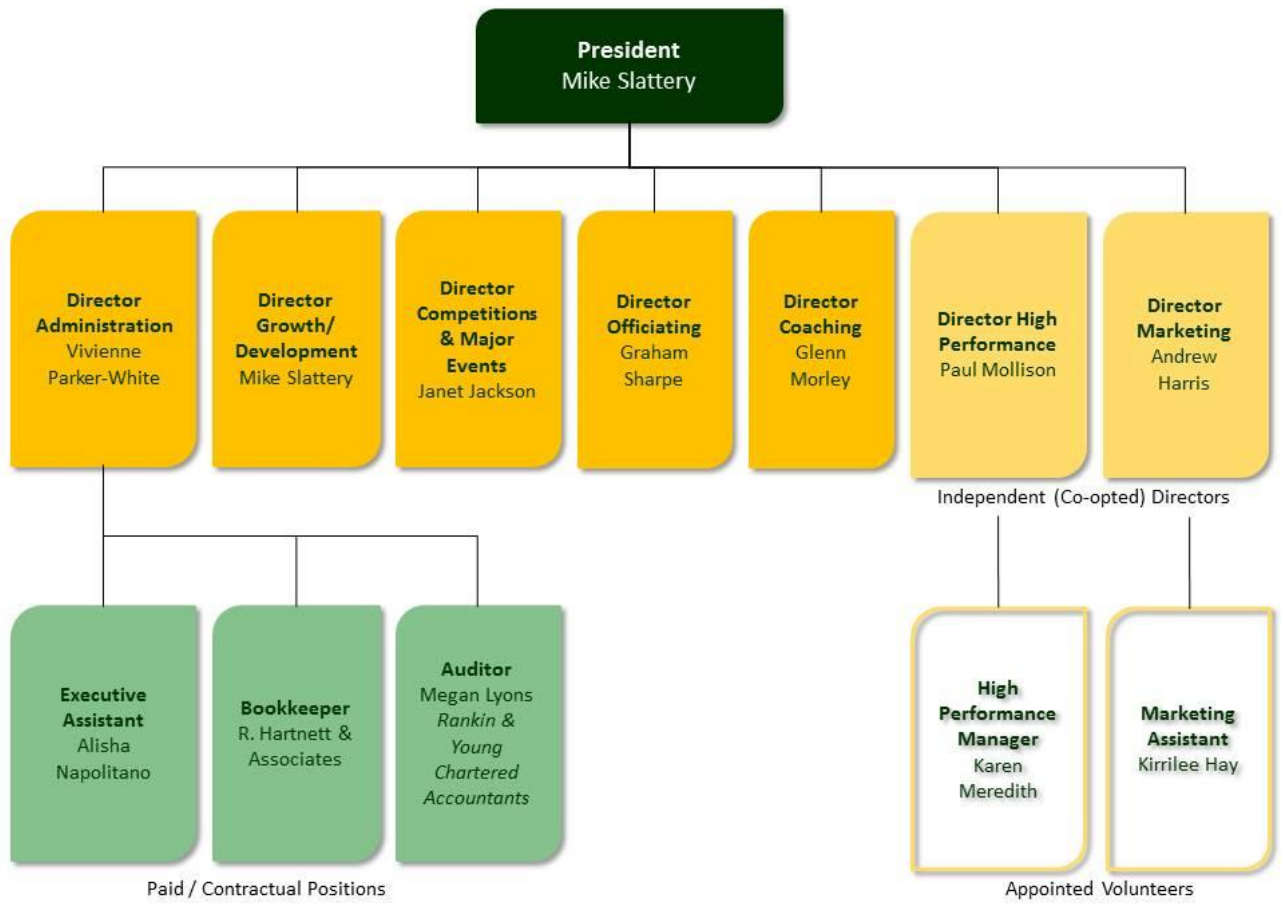 President
Mike Slattery
Director
Administration
Vivienne
Parker-White
Director
Growth/
Development
Mike Slattery
Director
Competitions
& Major
Events
Janet Jackson
Director
Officiating
Graham
Sharpe
Director
Coaching
Glenn
Morley
Director High
Performance
Paul Mollison
Director
Marketing
Andrew
Harris
Independent (Co-opted) Directors
Executive
Assistant
Alisha
Napolitano
Bookkeeper
R. Hartnett &
Associates
Auditor
Megan Lyons
Rankin &
Young
Chartered
Accountants
High
Performance
Manager
Karen
Meredith
Marketing
Assistant
Kirrilee Hay
Paid / Contractual Positions
Appointed Volunteers